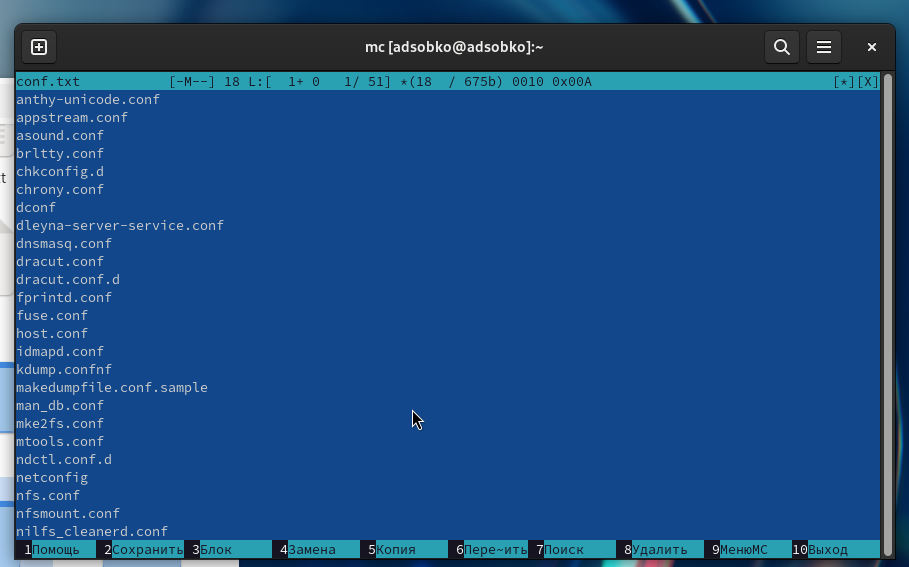 mc [adsobko@adsobko]:~
conf.txt [-M--] 18 L:[ 1+ 0 1/ 51] *(18 / 675b) 0010 0x00A [*][X]
anthy-unicode.conf
appstream.conf
asound.conf
brltty.conf
chkconfig.d
chrony.conf
dconf
dleyna-server-service.conf
dnsmasq.conf
dracut.conf
dracut.conf.d
fprintd.conf
fuse.conf
host.conf
idmapd.conf
kdump.confnf
makedumpfile.conf.sample
man_db.conf
mke2fs.conf
mtools.conf
ndctl.conf.d
netconfig
nfs.conf
nfsmount.conf
nilfs_cleanerd.conf
1Помощь 2Сохранить 3Блок 4Замена 5Копия 6Пере~ить 7Поиск 8Удалить 9МенюMC 10Выход